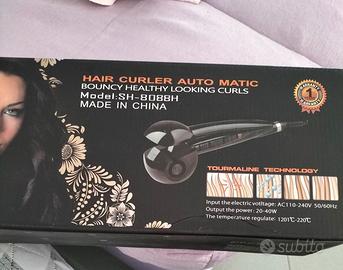 HAIR CURLER AUTO MATIC
BOUNCY HEALTHY LOOKING CURLS
Model:SH-8088H
MADE IN CHINA
1
TOURMALINE TECHNOLOGY
Input the electric voltage: AC110-240V 50/60Hz
Output the power: 20-40W
The temperature regulate: 120℃-220℃
subito